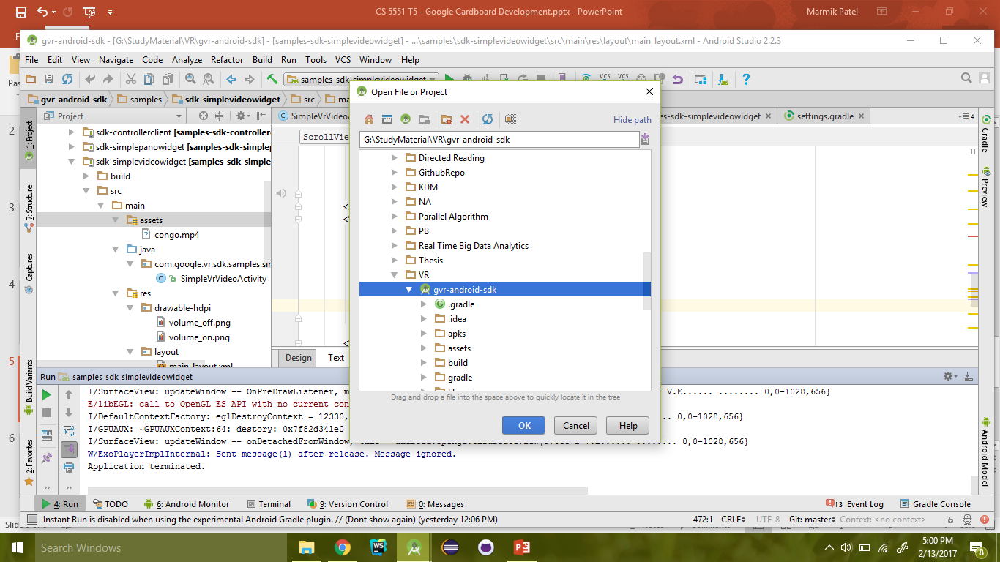 CS 5551 T5 - Google Cardboard Development.pptx - PowerPoint
Marmik Patel
F
Pas
gvr-android-sdk - [G:\StudyMaterial\VR\gvr-android-sdk] - [samples-sdk-simplevideowidget] - ...\samples\sdk-simplevideowidget\src\main\res\layout\main_layout.xml - Android Studio 2.2.3
File Edit View Navigate Code Analyze Refactor Build Run Tools VCS Window Help
samples-sdk-simplevideowidget
VCS VCS
gvr-android-sdk samples sdk-simplevideowidget src ma
Project
SimpleVrVideoA
s-sdk-simplevideowidget
settings.gradle
4
ScrollVie
1: Project
7: Structure
Captures
Build Variants
2: Favorites
sdk-controllerclient [samples-sdk-controller
sdk-simplepanowidget [samples-sdk-simplep
sdk-simplevideowidget [samples-sdk-simple
build
src
main
assets
congo.mp4
java
com.google.vr.sdk.samples.sir
SimpleVrVideoActivity
res
drawable-hdpi
volume_off.png
volume_on.png
layout
main_layout.xml
<
<
<
Design Text
Open File or Project
Hide path
G:\StudyMaterial\VR\gvr-android-sdk
Directed Reading
GithubRepo
KDM
NA
Parallel Algorithm
PB
Real Time Big Data Analytics
Thesis
VR
gvr-android-sdk
.gradle
.idea
apks
assets
build
gradle
Drag and drop a file into the space above to quickly locate it in the tree
OK Cancel Help
Gradle
Preview
Android Model
2
3
4
5
6
Run samples-sdk-simplevideowidget
I/SurfaceView: updateWindow -- OnPreDrawListener, m V.E...... ........ 0,0-1028,656}
E/libEGL: call to OpenGL ES API with no current con
I/DefaultContextFactory: eglDestroyContext = 12330, .. 0,0-1028,656}
I/GPUAUX: ~GPUAUXContext:64: destory: 0x7f82d341e0
I/SurfaceView: updateWindow -- onDetachedFromWindow, 0,0-1028,656}
W/ExoPlayerImplInternal: Sent message(1) after release. Message ignored.
Application terminated.
4: Run TODO 6: Android Monitor Terminal 9: Version Control 0: Messages 13 Event Log Gradle Console
Instant Run is disabled when using the experimental Android Gradle plugin. // (Dont show again) (yesterday 12:06 PM) 472:1 CRLF UTF-8 Git: master Context: <no context>
Search Windows
WS
5:00 PM
2/13/2017
8